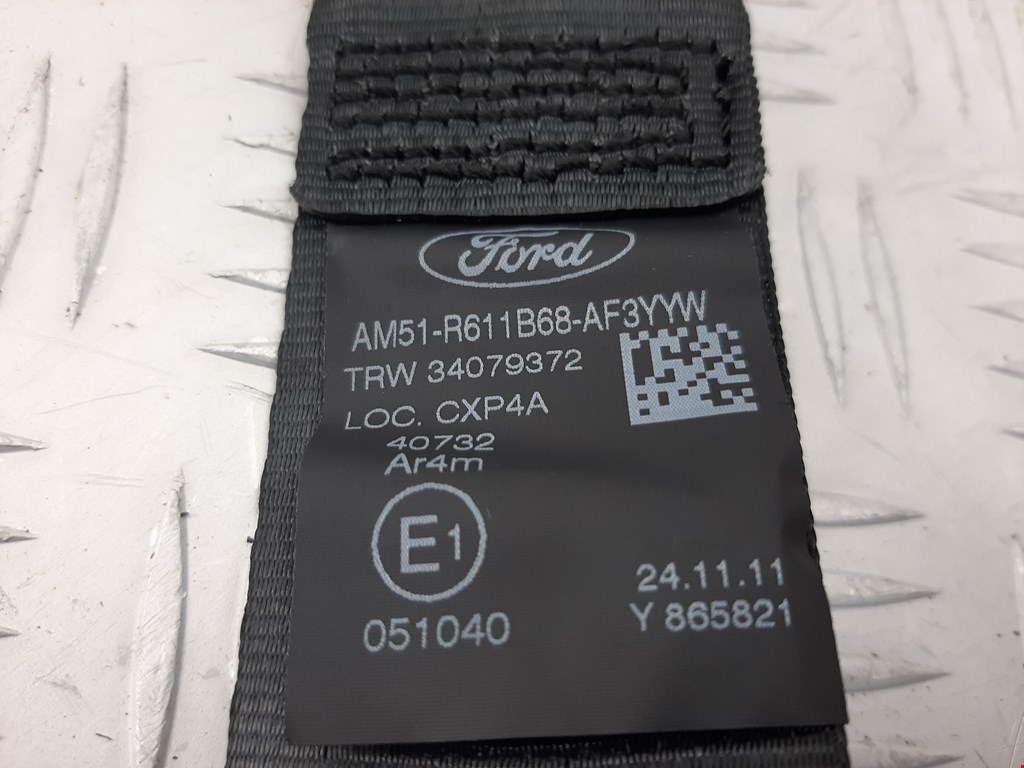 Ford
AM51-R611B68-AF3YYW
TRW 34079372
LOC. CXP4A
40732
Ar4m
E1
051040
24.11.11
Y 865821